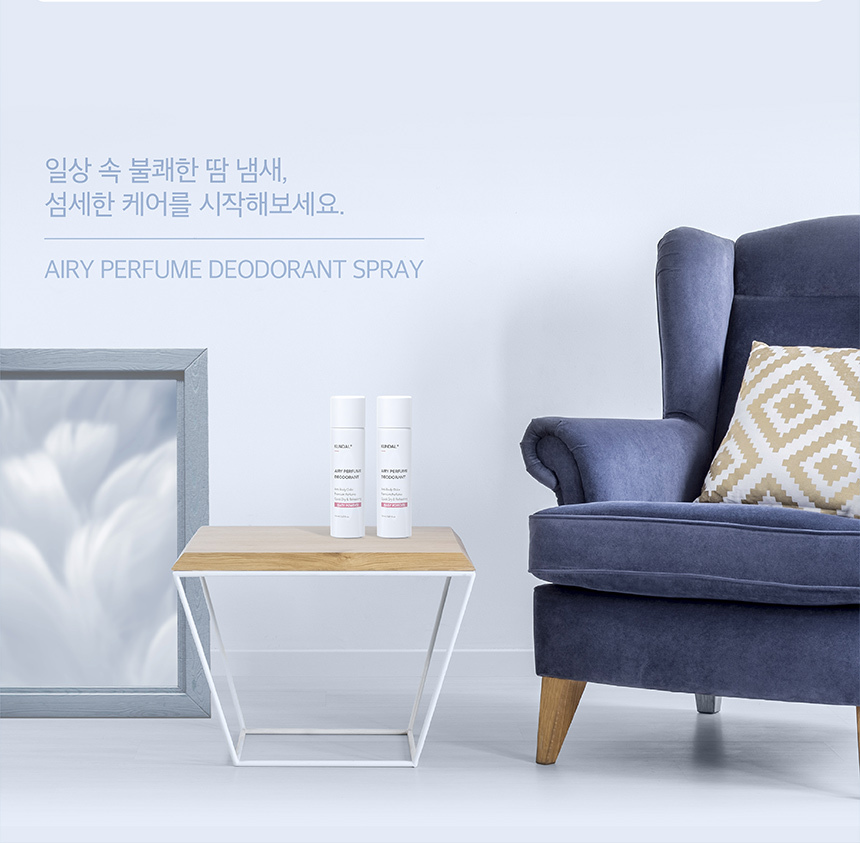 일상 속 불쾌한 땀 냄새,
섬세한 케어를 시작해보세요.
AIRY PERFUME DEODORANT SPRAY
KUNDAL
AIRY PERFUME
DEODORANT
KUNDAL
AIRY PERFUME
DEODORANT